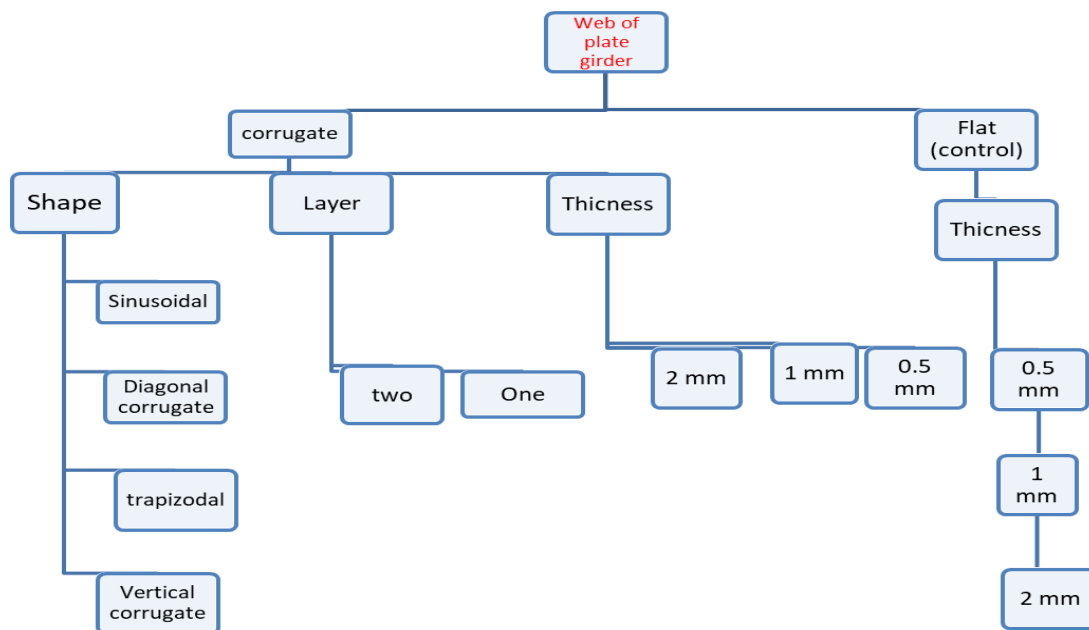 Web of
plate
girder
corrugate
Flat
(control)
Shape
Layer
Thicness
Thicness
Sinusoidal
Diagonal
corrugate
trapizodal
Vertical
corrugate
two
One
2 mm
1 mm
0.5
mm
0.5
mm
1
mm
2 mm